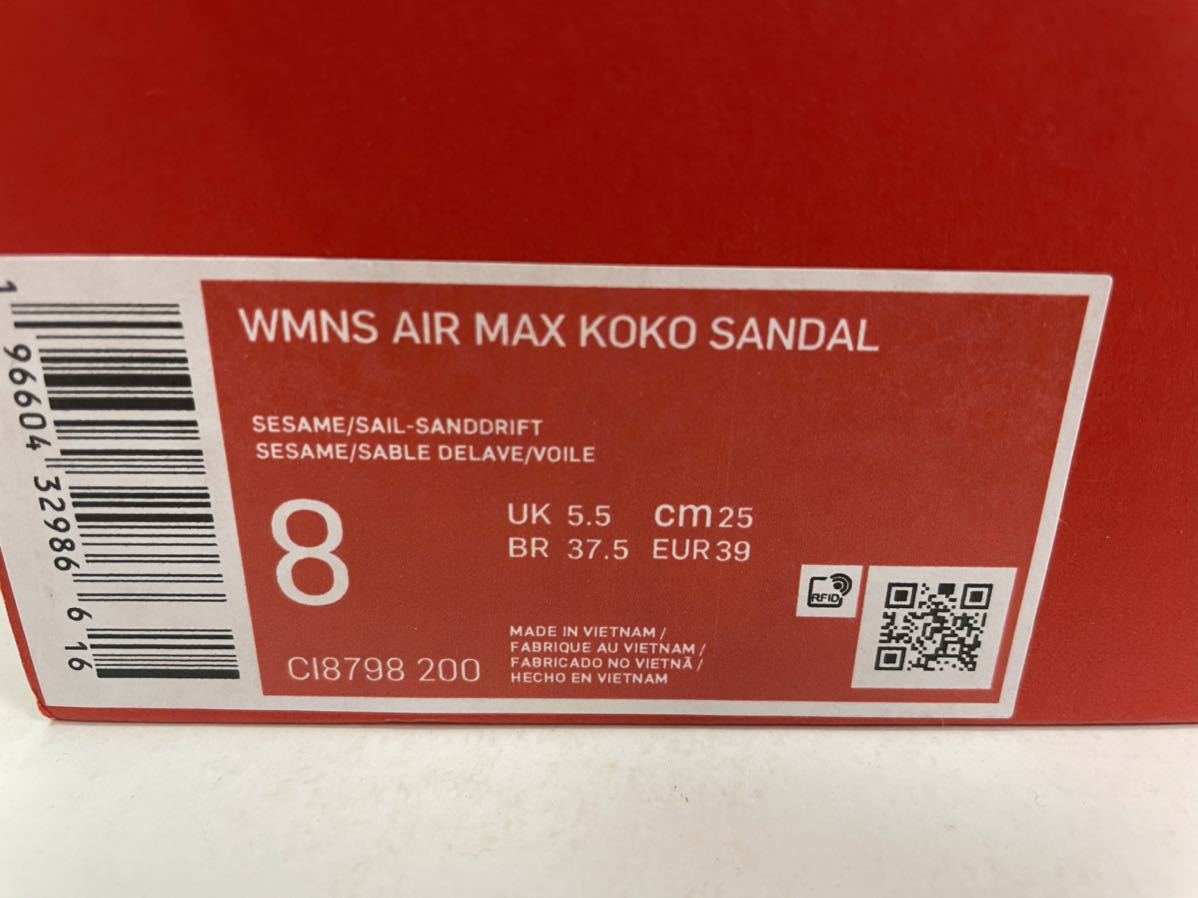 WMNS AIR MAX KOKO SANDAL
SESAME/SAIL-SANDDRIFT
SESAME/SABLE DELAVE/VOILE
8
UK 5.5 cm 25
BR 37.5 EUR 39
CI8798 200
MADE IN VIETNAM /
FABRIQUE AU VIETNAM /
FABRICADO NO VIETNÃ /
HECHO EN VIETNAM
RFID
1 96604 32986 6 16